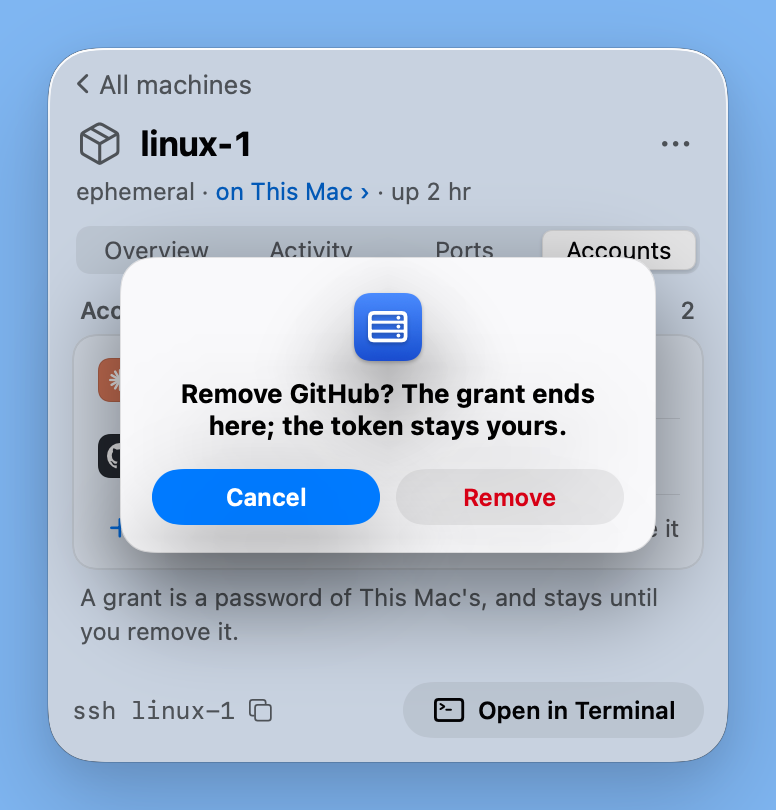 All machines
linux-1
ephemeral · on This Mac › · up 2 hr
Overview Activity Ports Accounts
2
Remove GitHub? The grant ends
here; the token stays yours.
Cancel Remove
it
A grant is a password of This Mac's, and stays until
you remove it.
ssh linux-1 Open in Terminal